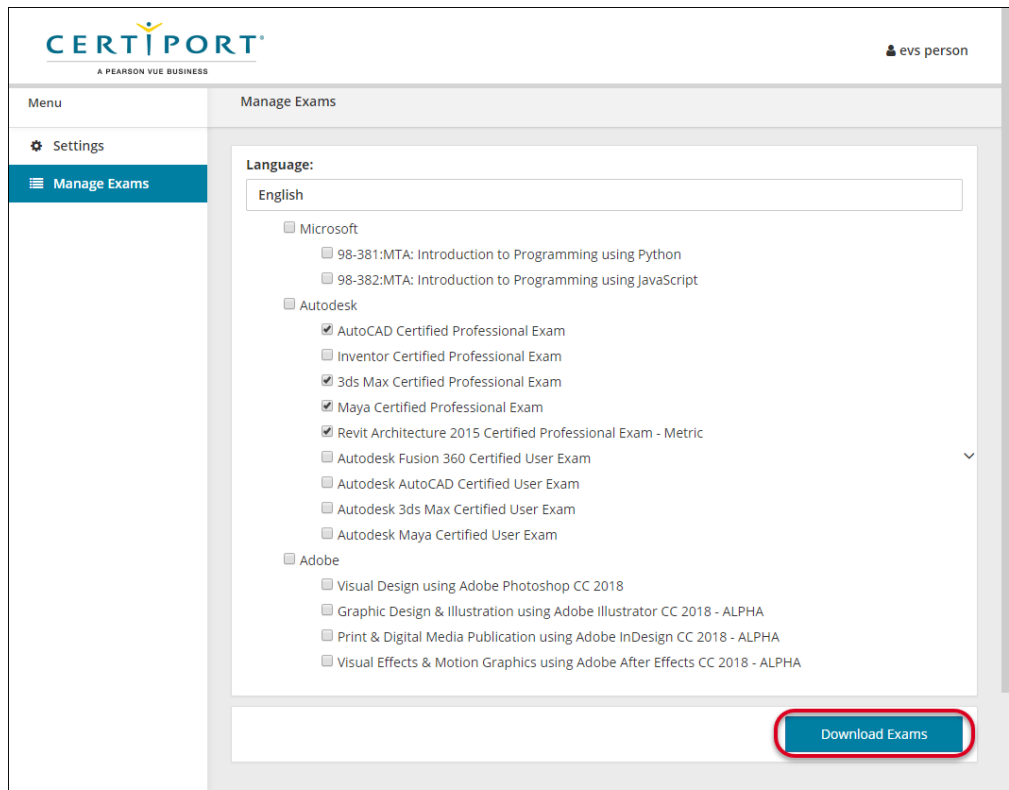 CERTIPORT
A PEARSON VUE BUSINESS
evs person
Menu
Manage Exams
Settings
Manage Exams
Language:
English
Microsoft
98-381:MTA: Introduction to Programming using Python
98-382:MTA: Introduction to Programming using JavaScript
Autodesk
AutoCAD Certified Professional Exam
Inventor Certified Professional Exam
3ds Max Certified Professional Exam
Maya Certified Professional Exam
Revit Architecture 2015 Certified Professional Exam - Metric
Autodesk Fusion 360 Certified User Exam
Autodesk AutoCAD Certified User Exam
Autodesk 3ds Max Certified User Exam
Autodesk Maya Certified User Exam
Adobe
Visual Design using Adobe Photoshop CC 2018
Graphic Design & Illustration using Adobe Illustrator CC 2018 - ALPHA
Print & Digital Media Publication using Adobe InDesign CC 2018 - ALPHA
Visual Effects & Motion Graphics using Adobe After Effects CC 2018 - ALPHA
Download Exams